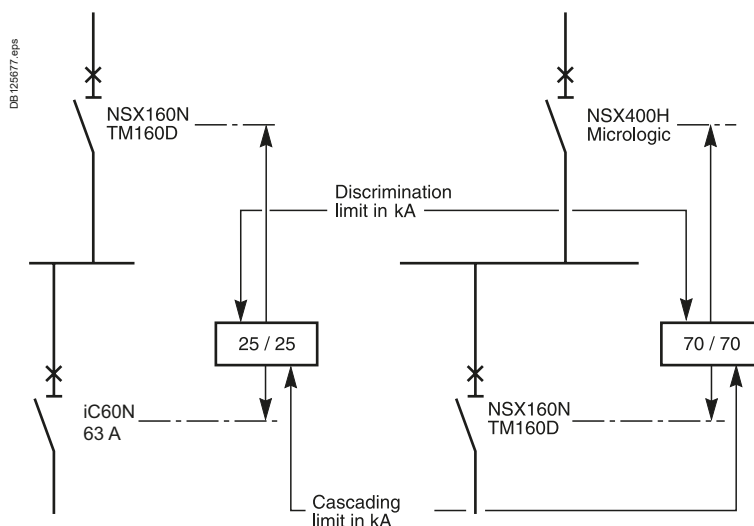 DB125677.eps
NSX160N
TM160D
NSX400H
Micrologic
Discrimination
limit in kA
25 / 25
70 / 70
iC60N
63 A
NSX160N
TM160D
Cascading
limit in kA